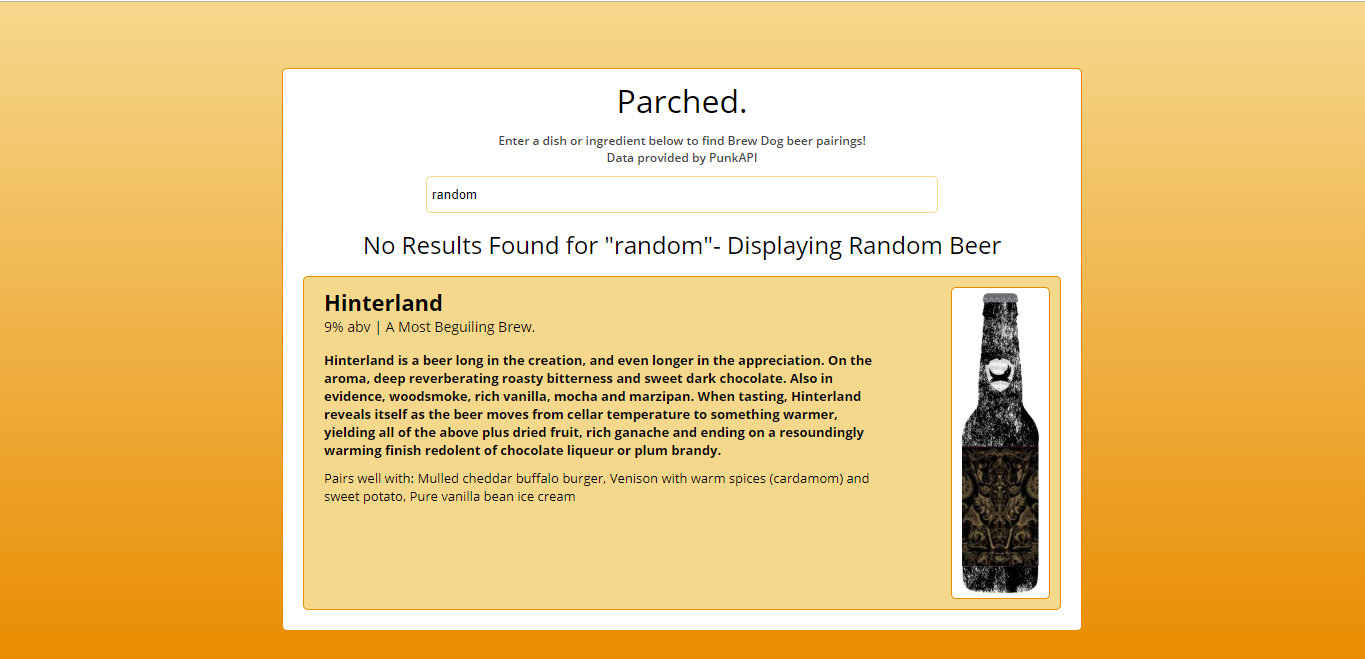 Parched.
Enter a dish or ingredient below to find Brew Dog beer pairings!
Data provided by PunkAPI
random
No Results Found for "random"- Displaying Random Beer
Hinterland
9% abv | A Most Beguiling Brew.
Hinterland is a beer long in the creation, and even longer in the appreciation. On the
aroma, deep reverberating roasty bitterness and sweet dark chocolate. Also in
evidence, woodsmoke, rich vanilla, mocha and marzipan. When tasting, Hinterland
reveals itself as the beer moves from cellar temperature to something warmer,
yielding all of the above plus dried fruit, rich ganache and ending on a resoundingly
warming finish redolent of chocolate liqueur or plum brandy.
Pairs well with: Mulled cheddar buffalo burger, Venison with warm spices (cardamom) and
sweet potato, Pure vanilla bean ice cream